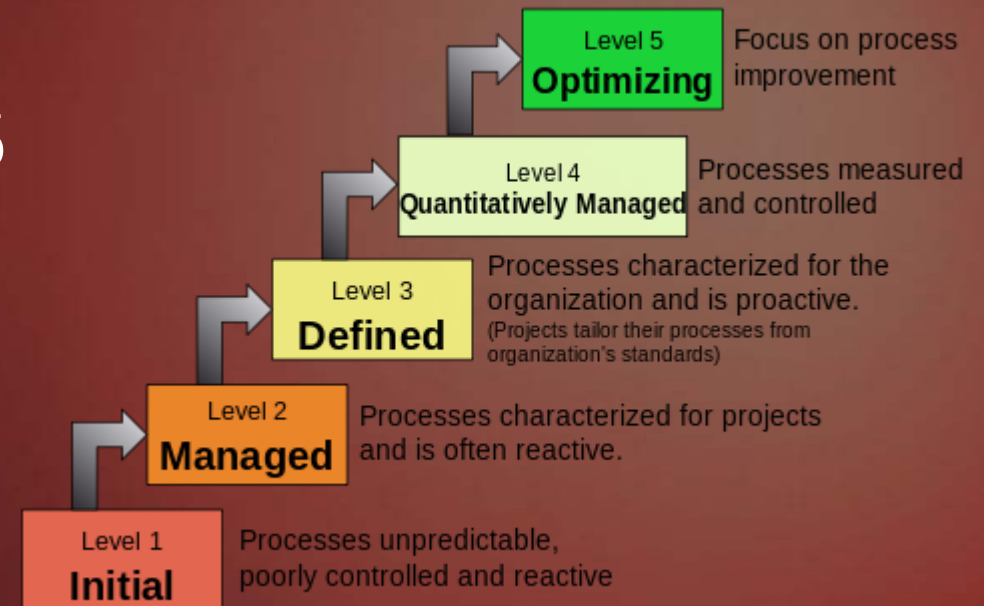 Level 5
Optimizing
Focus on process
improvement
Level 4
Quantitatively Managed
Processes measured
and controlled
Level 3
Defined
Processes characterized for the
organization and is proactive.
(Projects tailor their processes from
organization's standards)
Level 2
Managed
Processes characterized for projects
and is often reactive.
Level 1
Initial
Processes unpredictable,
poorly controlled and reactive